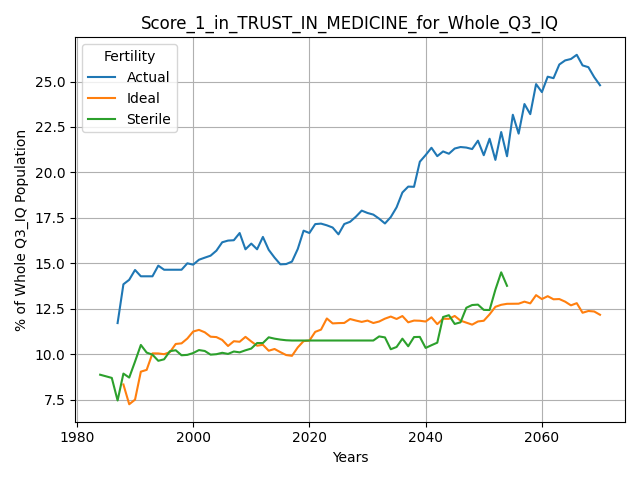 Score_1_in_TRUST_IN_MEDICINE_for_Whole_Q3_IQ
Fertility
Actual
Ideal
Sterile
% of Whole Q3_IQ Population
25.0
22.5
20.0
17.5
15.0
12.5
10.0
7.5
1980 2000 2020 2040 2060
Years